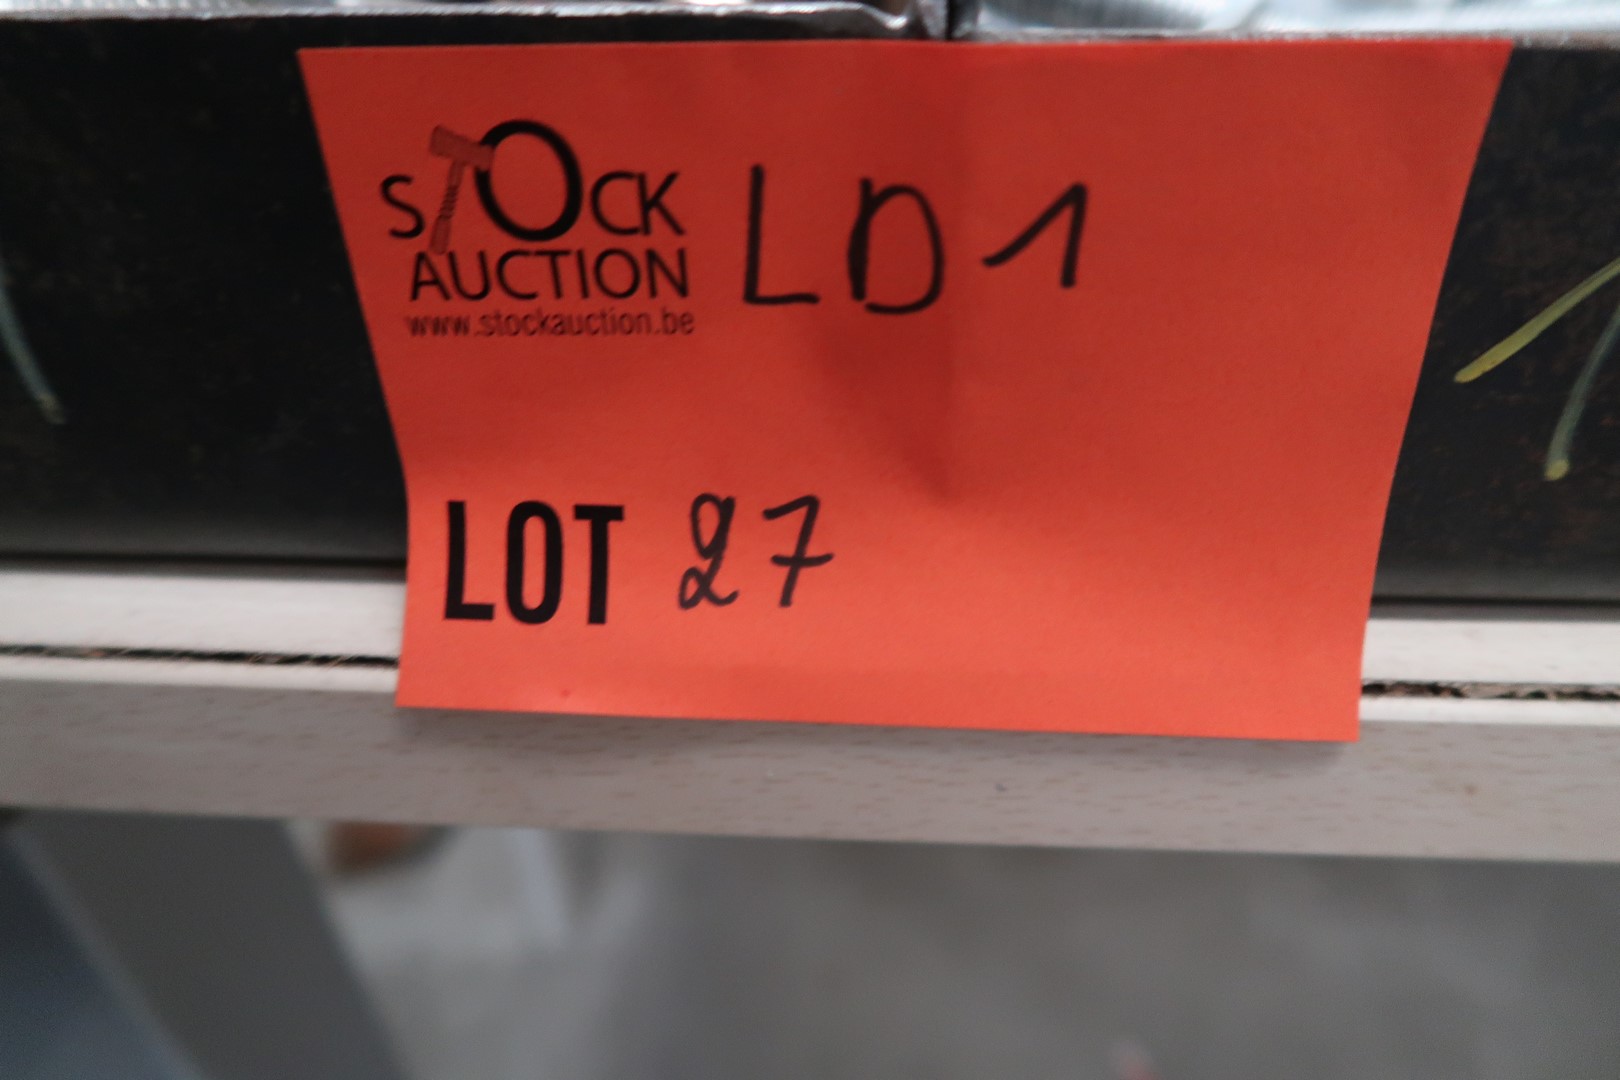 STOCK LD1
AUCTION
www.stockauction.be
LOT 27